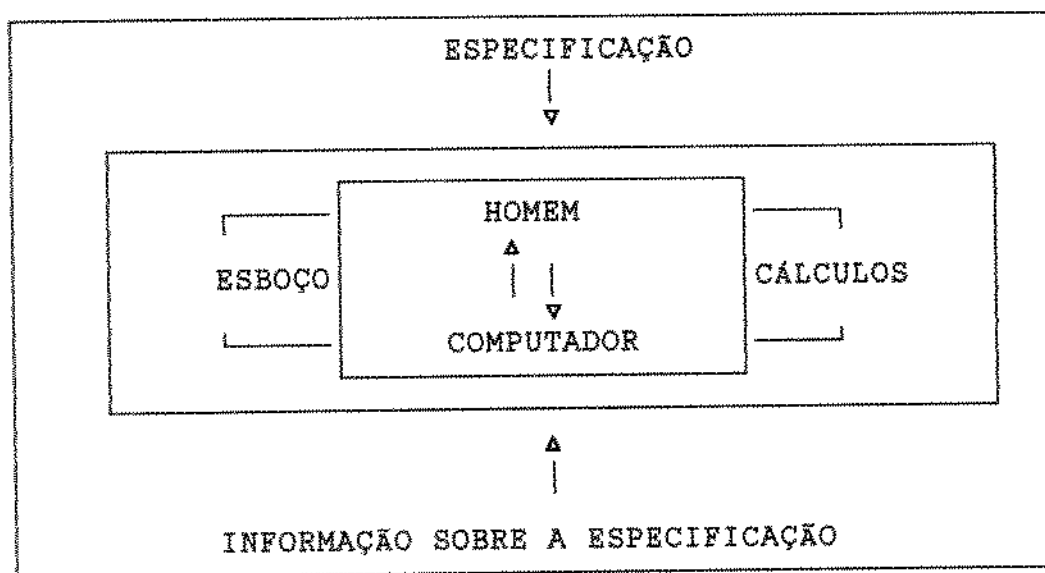 ESPECIFICAÇÃO
HOMEM
ESBOÇO
CÁLCULOS
COMPUTADOR
INFORMAÇÃO SOBRE A ESPECIFICAÇÃO